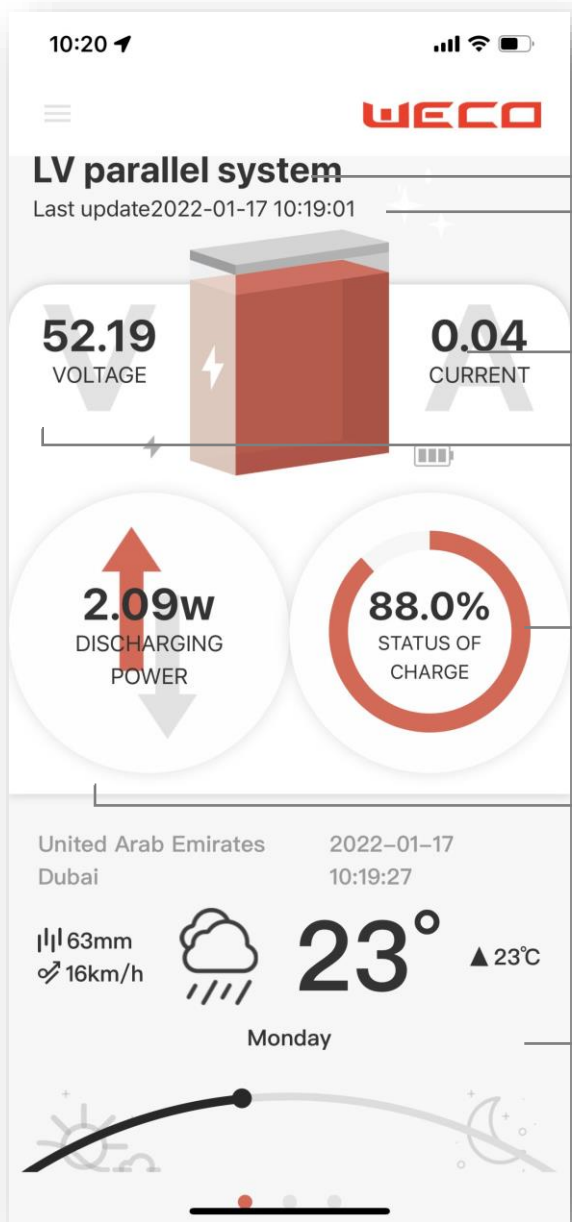 10:20
WECO
LV parallel system
Last update2022-01-17 10:19:01
V
A
52.19
VOLTAGE
0.04
CURRENT
2.09w
DISCHARGING
POWER
88.0%
STATUS OF
CHARGE
United Arab Emirates
Dubai
2022-01-17
10:19:27
63mm
16km/h
23°
▲ 23℃
Monday